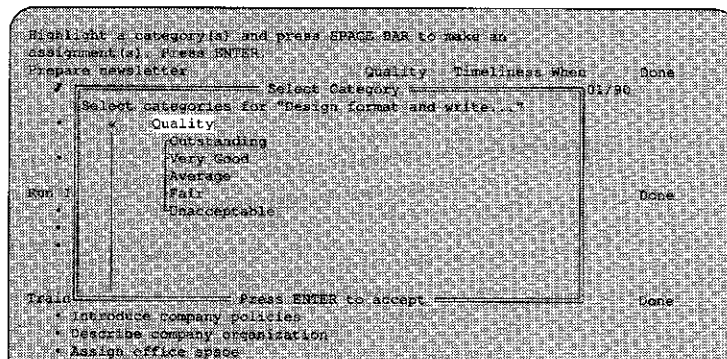 Highlight a category(s) and press SPACE BAR to make an
assignment(s). Press ENTER
Prepare newsletter Quality Timeliness When Done
Select Category 01/90
Select categories for "Design format and write..."
Quality
Outstanding
Very Good
Average
Fair
Run Done
Unacceptable
Train Press ENTER to accept Done
• Introduce company policies
• Describe company organization
• Assign office space